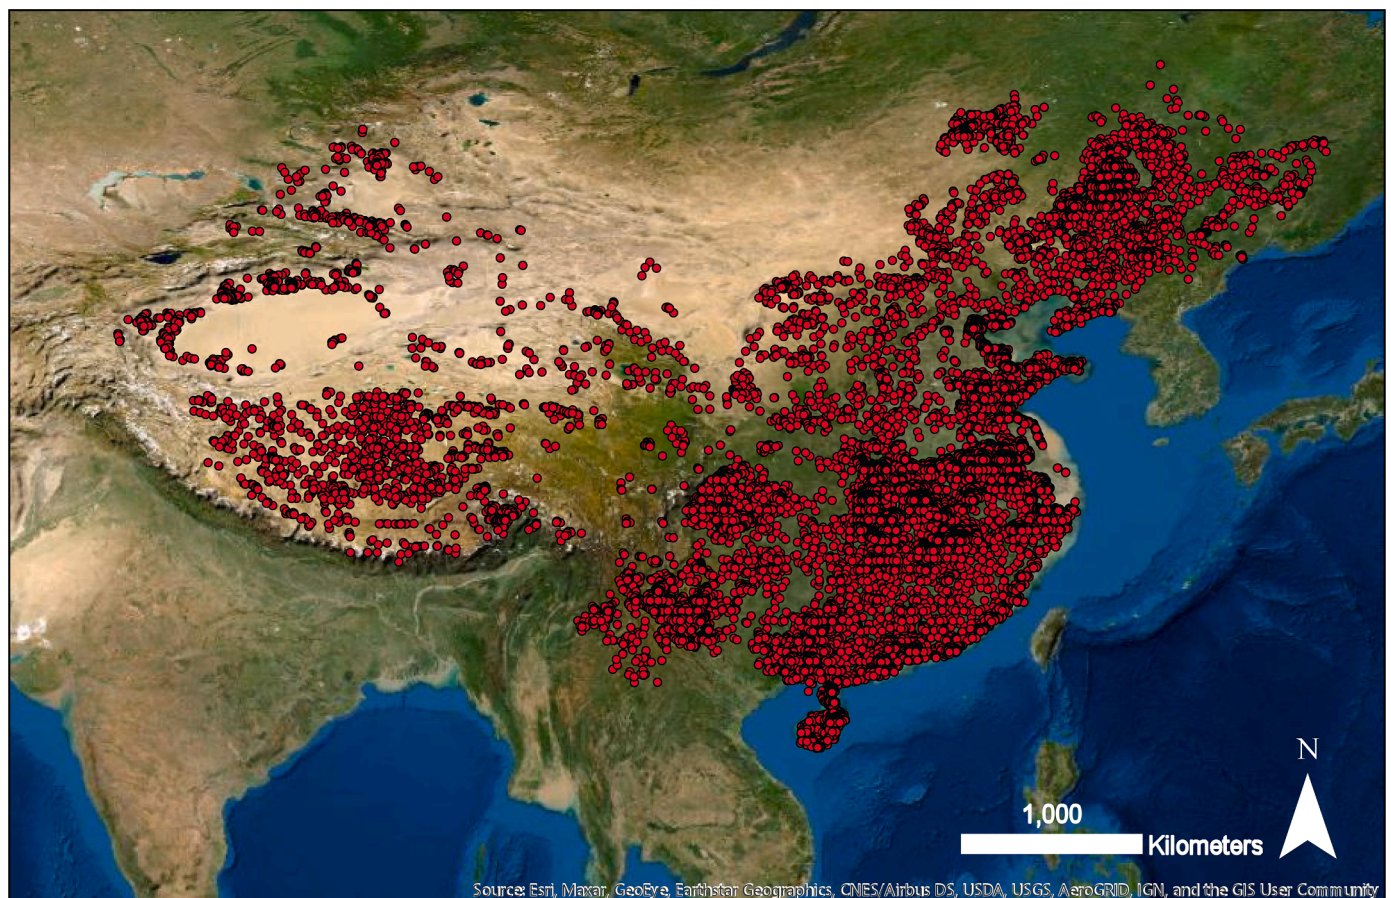 N
1,000
Kilometers
Source: Esri, Maxar, GeoEye, Earthstar Geographics, CNES/Airbus DS, USDA, USGS, AeroGRID, IGN, and the GIS User Community